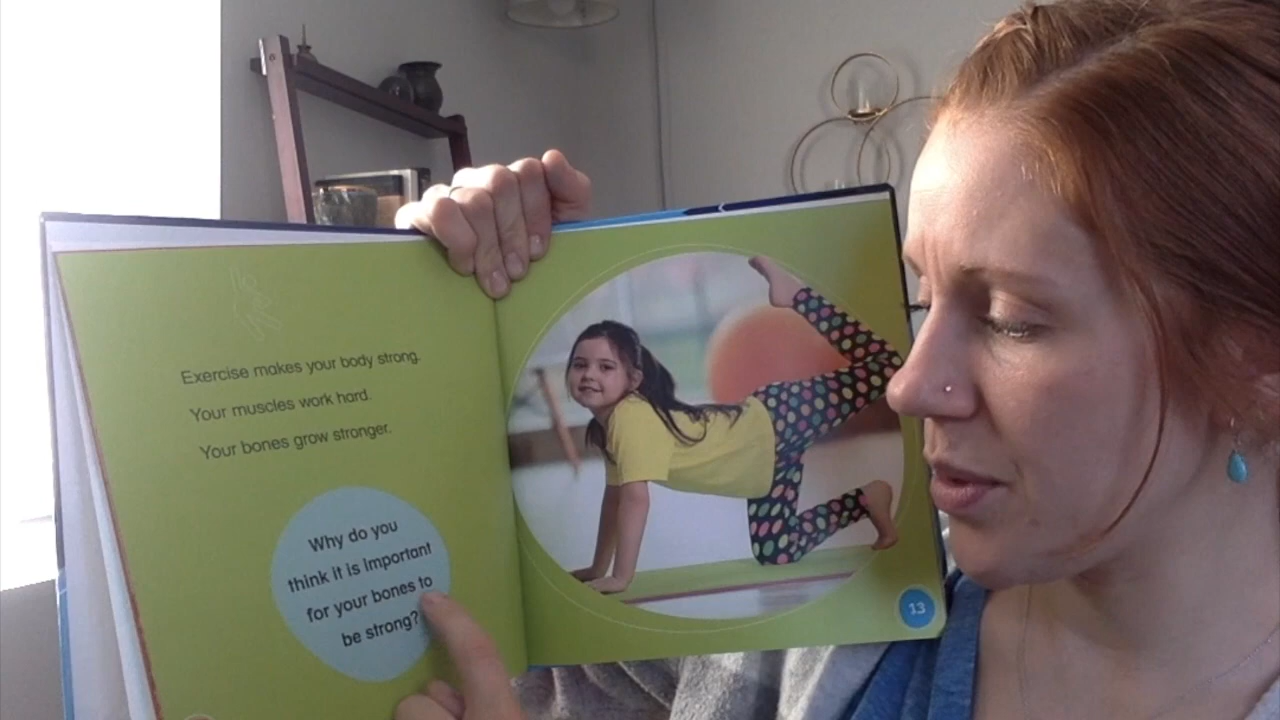 Exercise makes your body strong.
Your muscles work hard.
Your bones grow stronger.
Why do you
think it is important
for your bones to
be strong?
13